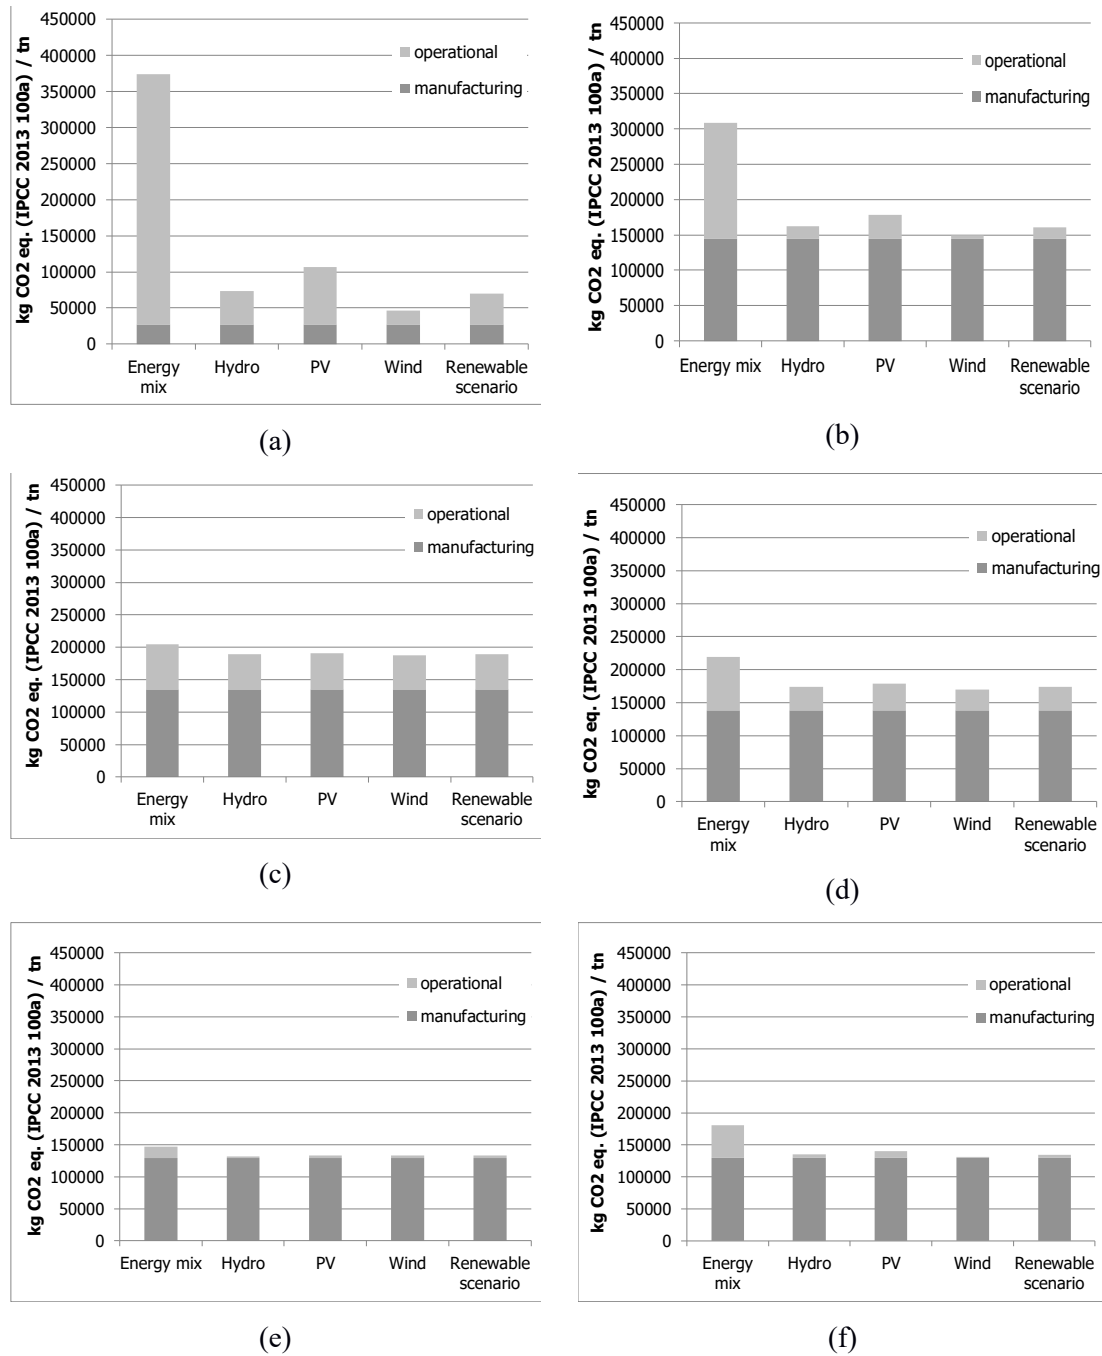 kg CO2 eq. (IPCC 2013 100a) / tn
450000
400000
350000
300000
250000
200000
150000
100000
50000
0
operational
manufacturing
Energy mix
Hydro
PV
Wind
Renewable scenario
(a)
kg CO2 eq. (IPCC 2013 100a) / tn
450000
400000
350000
300000
250000
200000
150000
100000
50000
0
operational
manufacturing
Energy mix
Hydro
PV
Wind
Renewable scenario
(b)
kg CO2 eq. (IPCC 2013 100a) / tn
450000
400000
350000
300000
250000
200000
150000
100000
50000
0
operational
manufacturing
Energy mix
Hydro
PV
Wind
Renewable scenario
(c)
kg CO2 eq. (IPCC 2013 100a) / tn
450000
400000
350000
300000
250000
200000
150000
100000
50000
0
operational
manufacturing
Energy mix
Hydro
PV
Wind
Renewable scenario
(d)
kg CO2 eq. (IPCC 2013 100a) / tn
450000
400000
350000
300000
250000
200000
150000
100000
50000
0
operational
manufacturing
Energy mix
Hydro
PV
Wind
Renewable scenario
(e)
kg CO2 eq. (IPCC 2013 100a) / tn
450000
400000
350000
300000
250000
200000
150000
100000
50000
0
operational
manufacturing
Energy mix
Hydro
PV
Wind
Renewable scenario
(f)